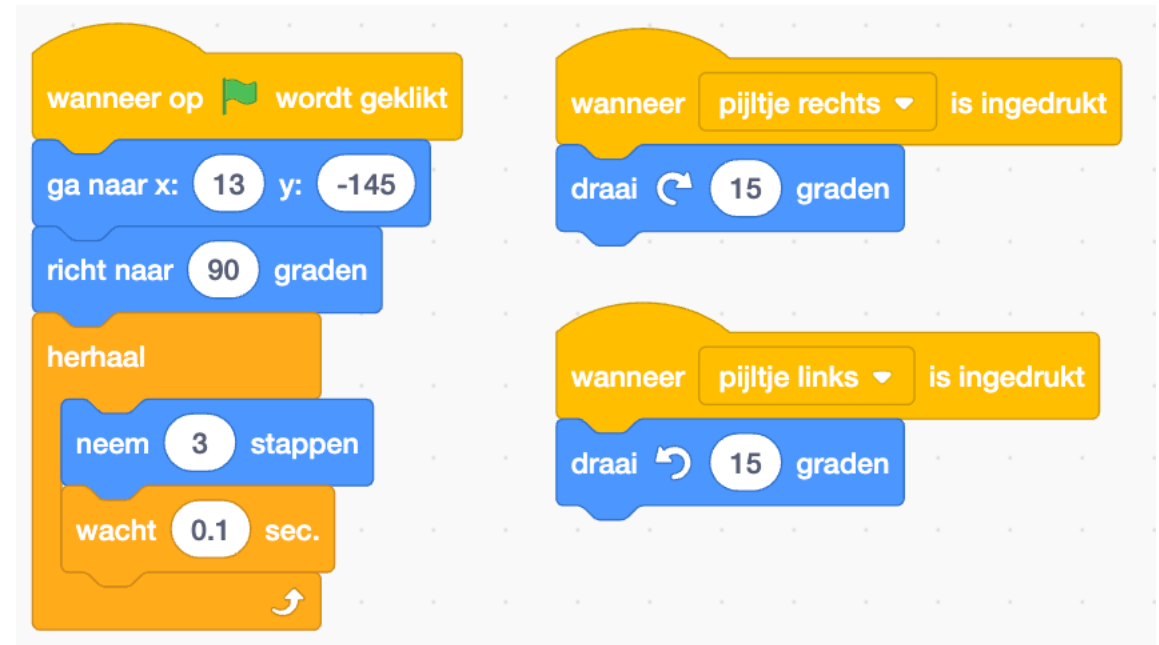 wanneer op wordt geklikt
ga naar x: 13 y: -145
richt naar 90 graden
herhaal
neem 3 stappen
wacht 0.1 sec.
wanneer pijltje rechts is ingedrukt
draai 15 graden
wanneer pijltje links is ingedrukt
draai 15 graden